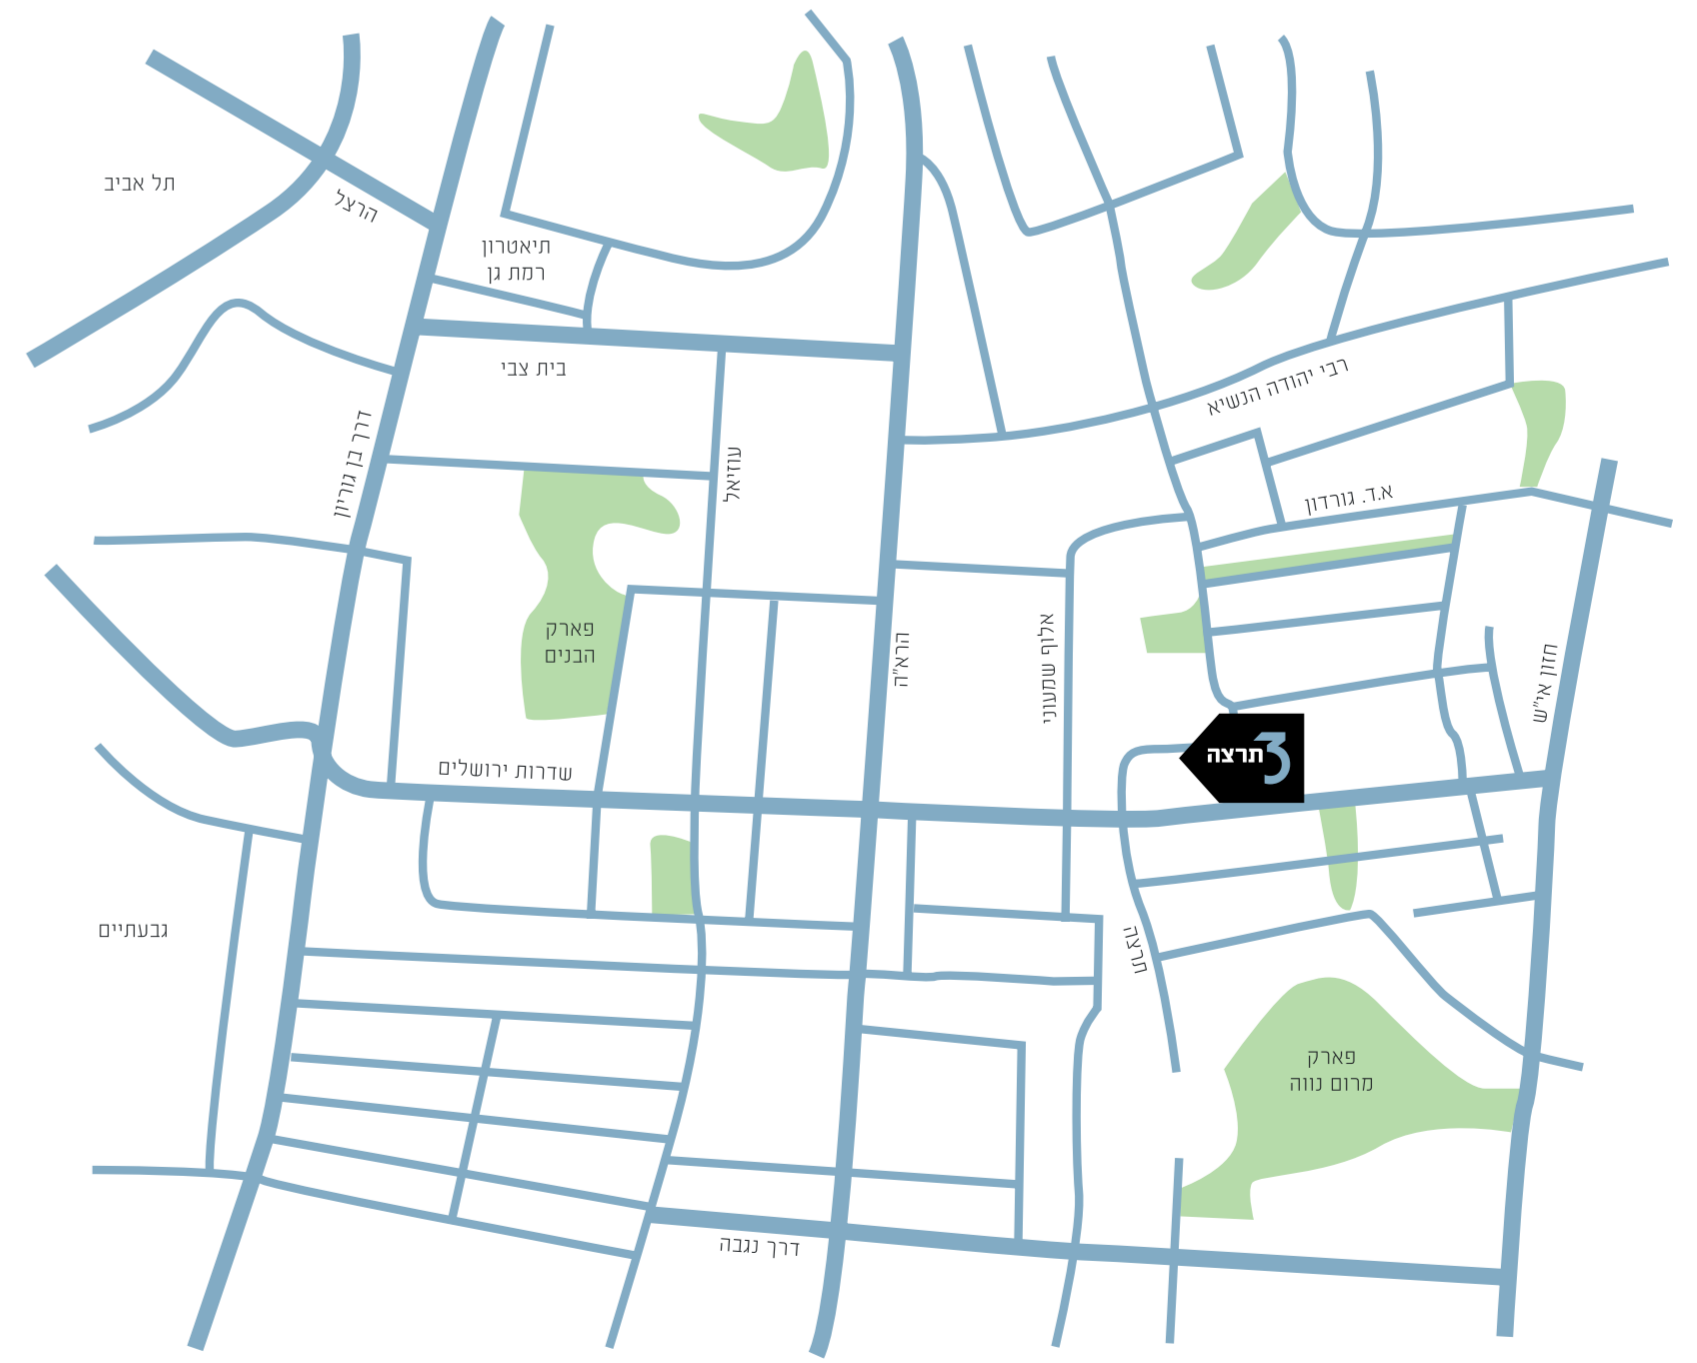 תל אביב
הרצל
תיאטרון
רמת גן
בית צבי
רבי יהודה הנשיא
דרך בן גוריון
עוזיאל
א.ד. גורדון
פארק
הבנים
הרא"ה
אלוף שמעוני
חזון אי"ש
3 תרצה
שדרות ירושלים
גבעתיים
תרצה
פארק
מרום נווה
דרך נגבה